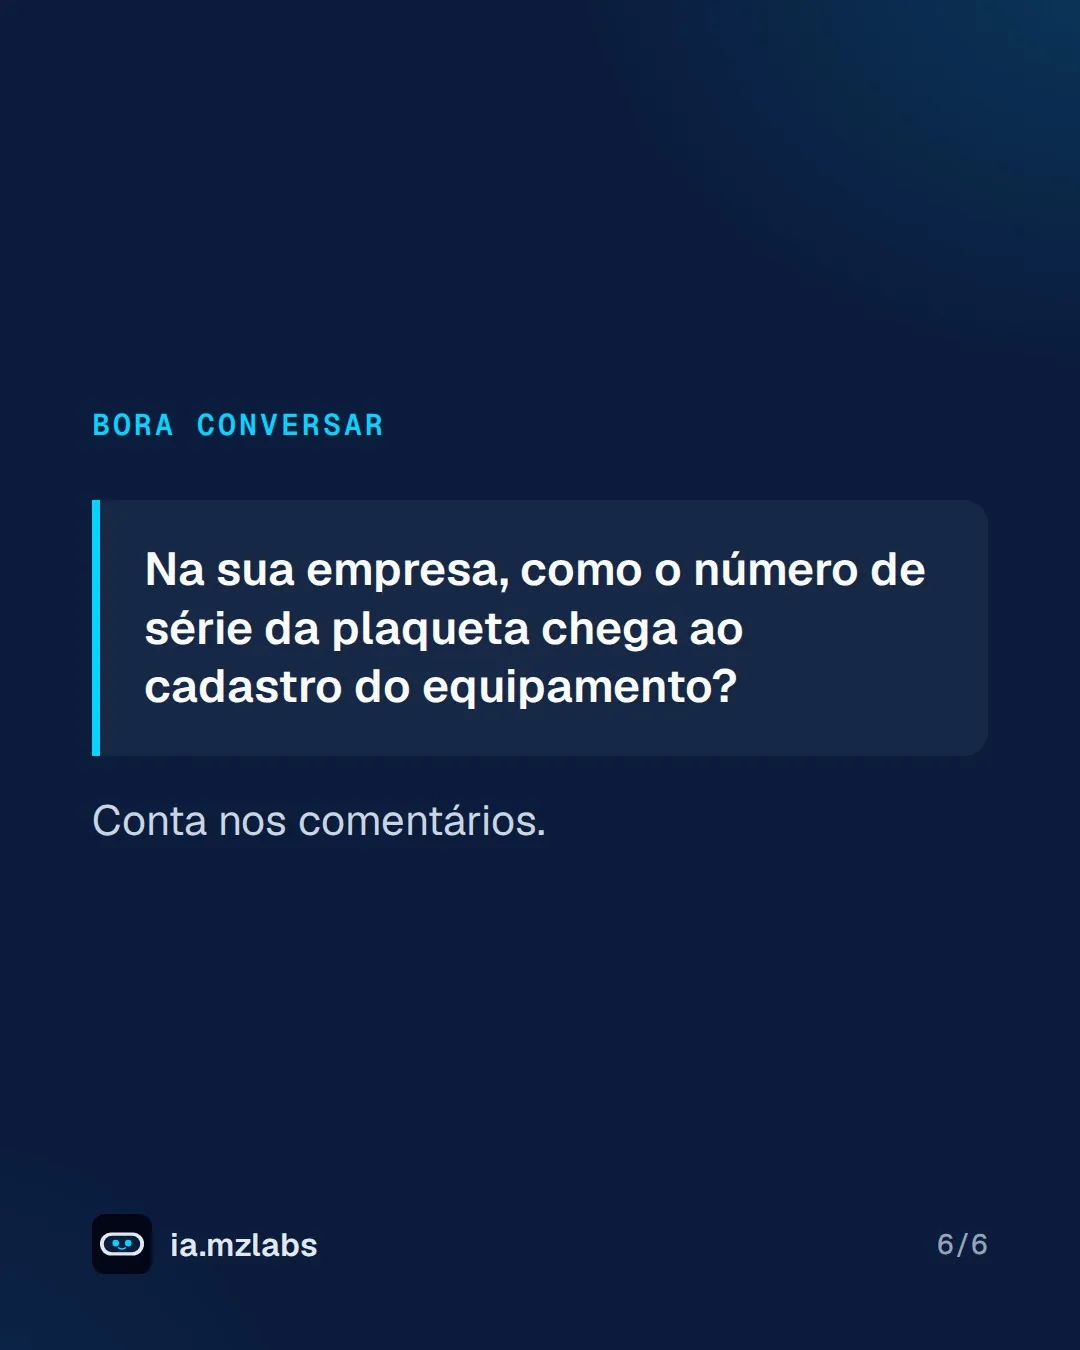 BORA CONVERSAR
Na sua empresa, como o número de
série da plaqueta chega ao
cadastro do equipamento?
Conta nos comentários.
ia.mzlabs
6/6